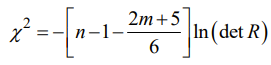 χ² = −[n − 1 − (2m + 5)/6] ln(det R)